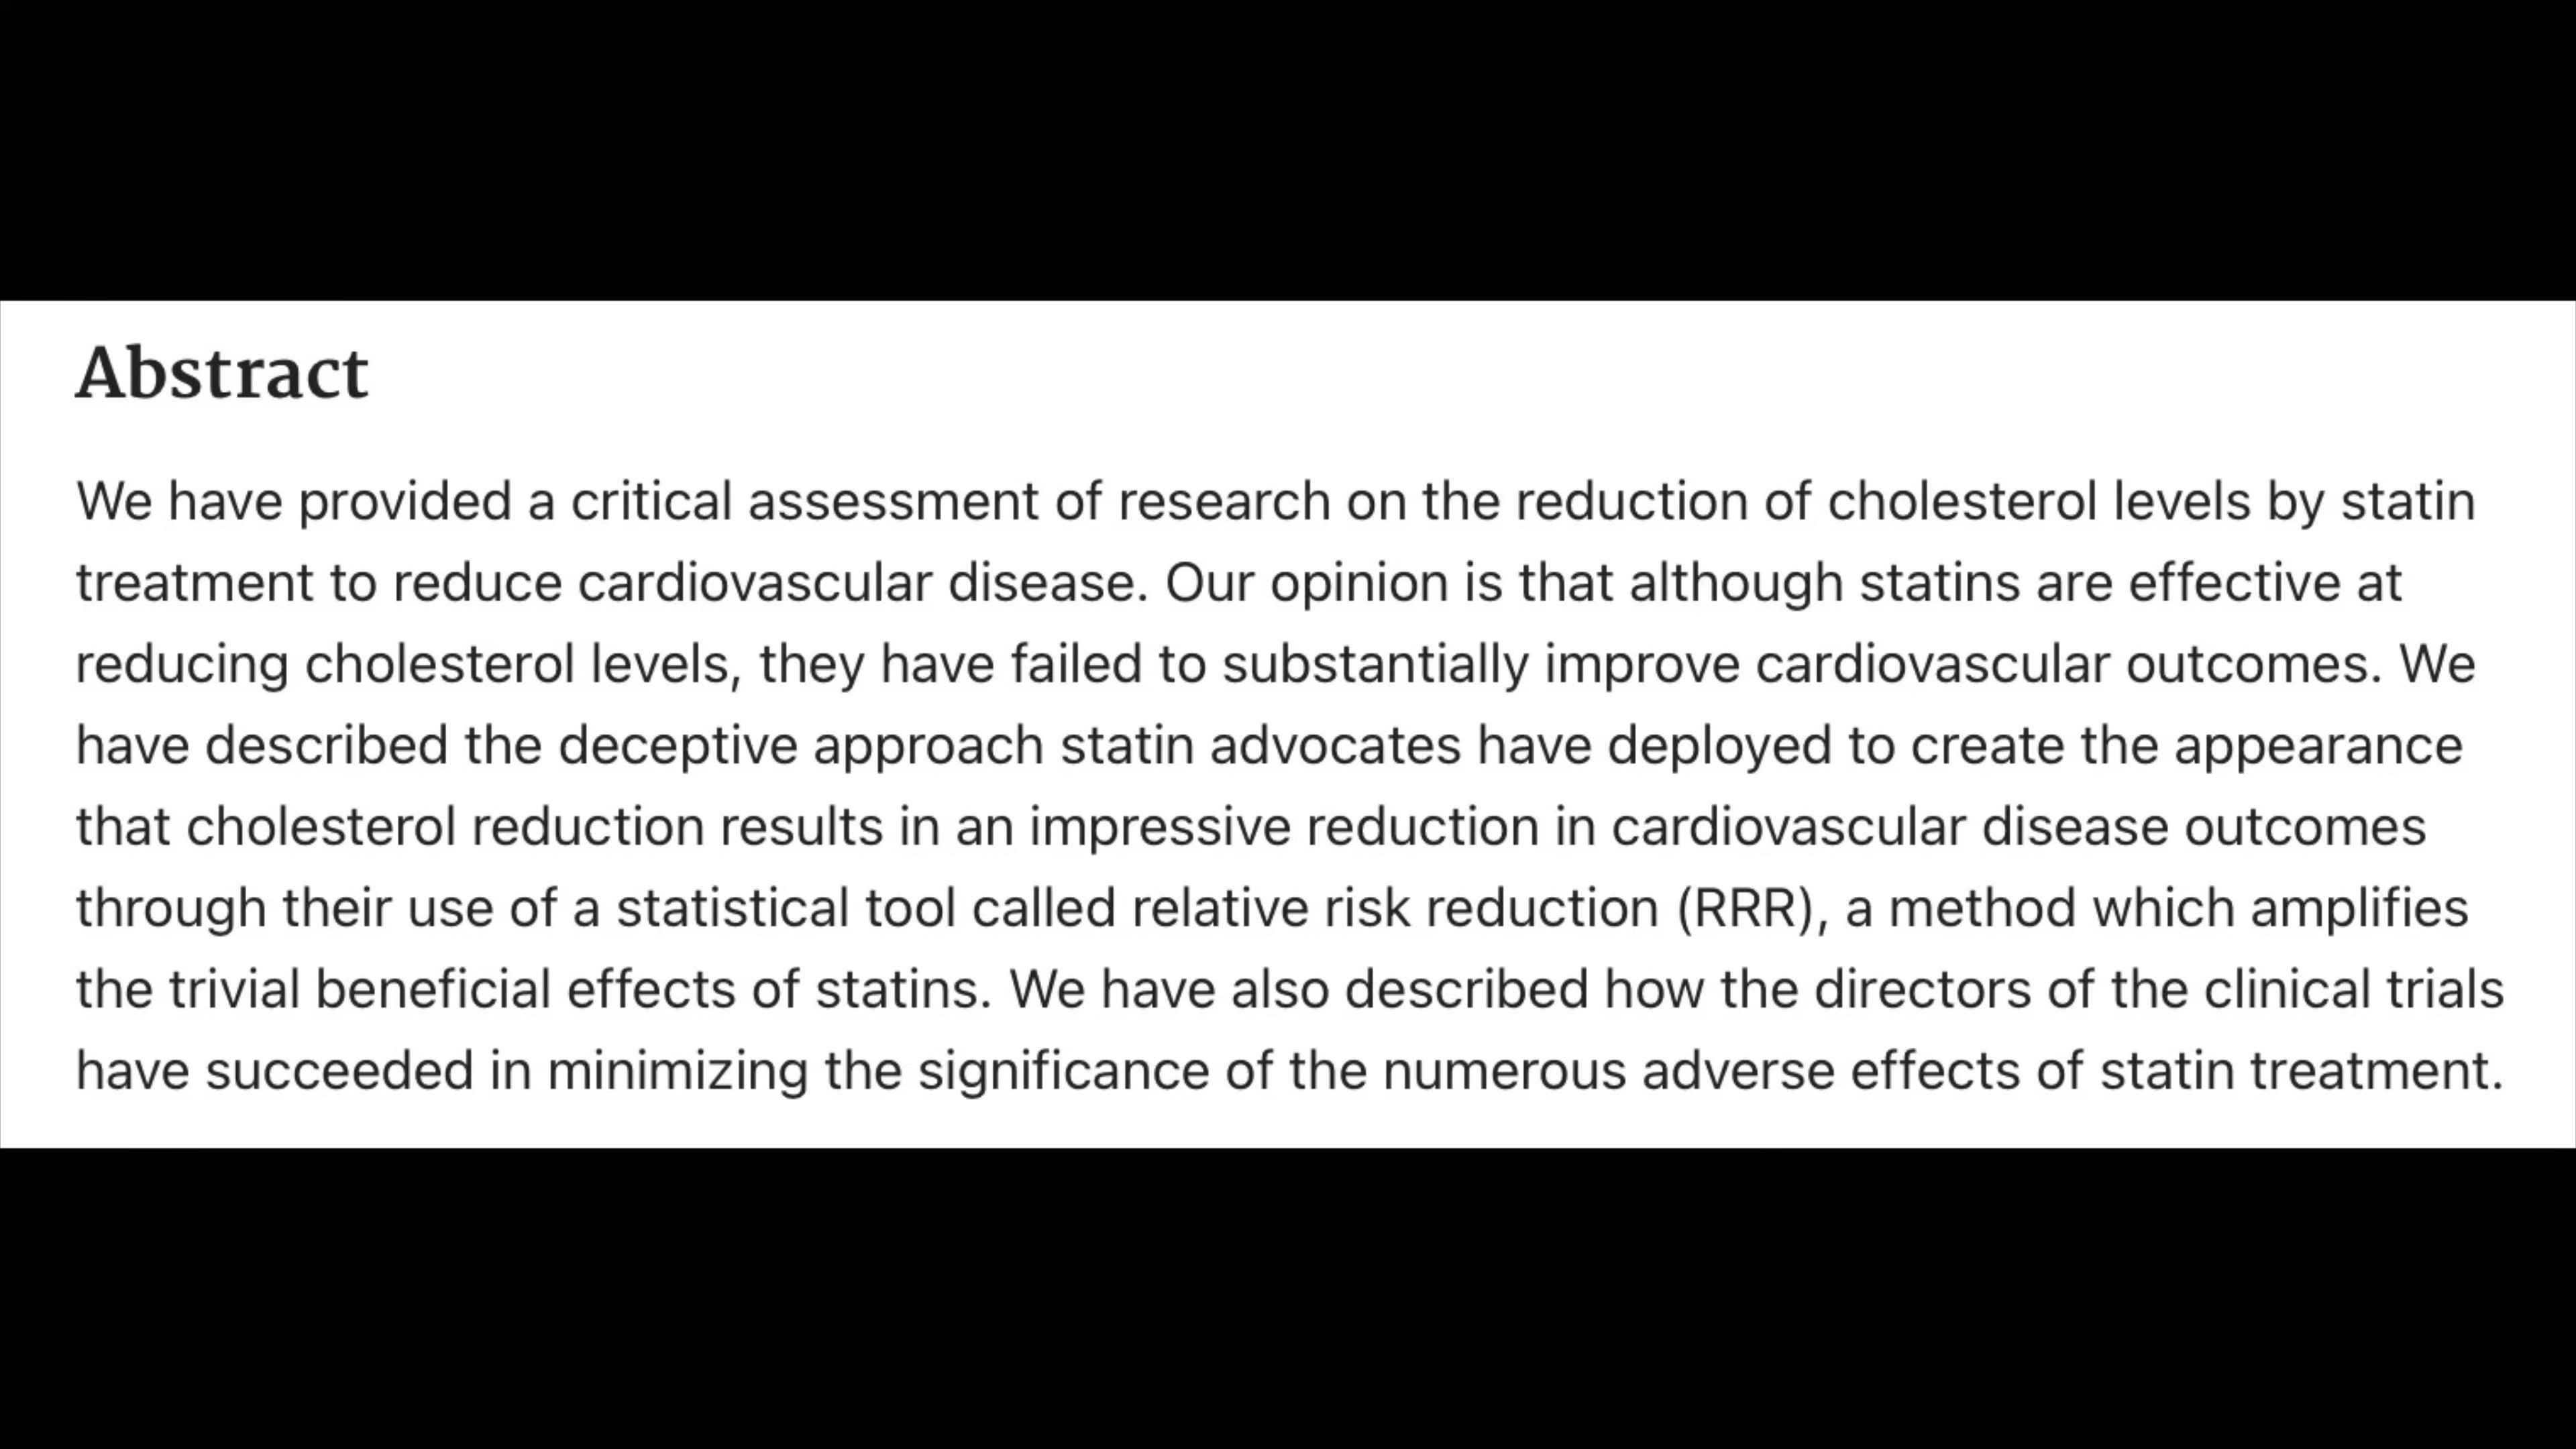 Abstract
We have provided a critical assessment of research on the reduction of cholesterol levels by statin
treatment to reduce cardiovascular disease. Our opinion is that although statins are effective at
reducing cholesterol levels, they have failed to substantially improve cardiovascular outcomes. We
have described the deceptive approach statin advocates have deployed to create the appearance
that cholesterol reduction results in an impressive reduction in cardiovascular disease outcomes
through their use of a statistical tool called relative risk reduction (RRR), a method which amplifies
the trivial beneficial effects of statins. We have also described how the directors of the clinical trials
have succeeded in minimizing the significance of the numerous adverse effects of statin treatment.